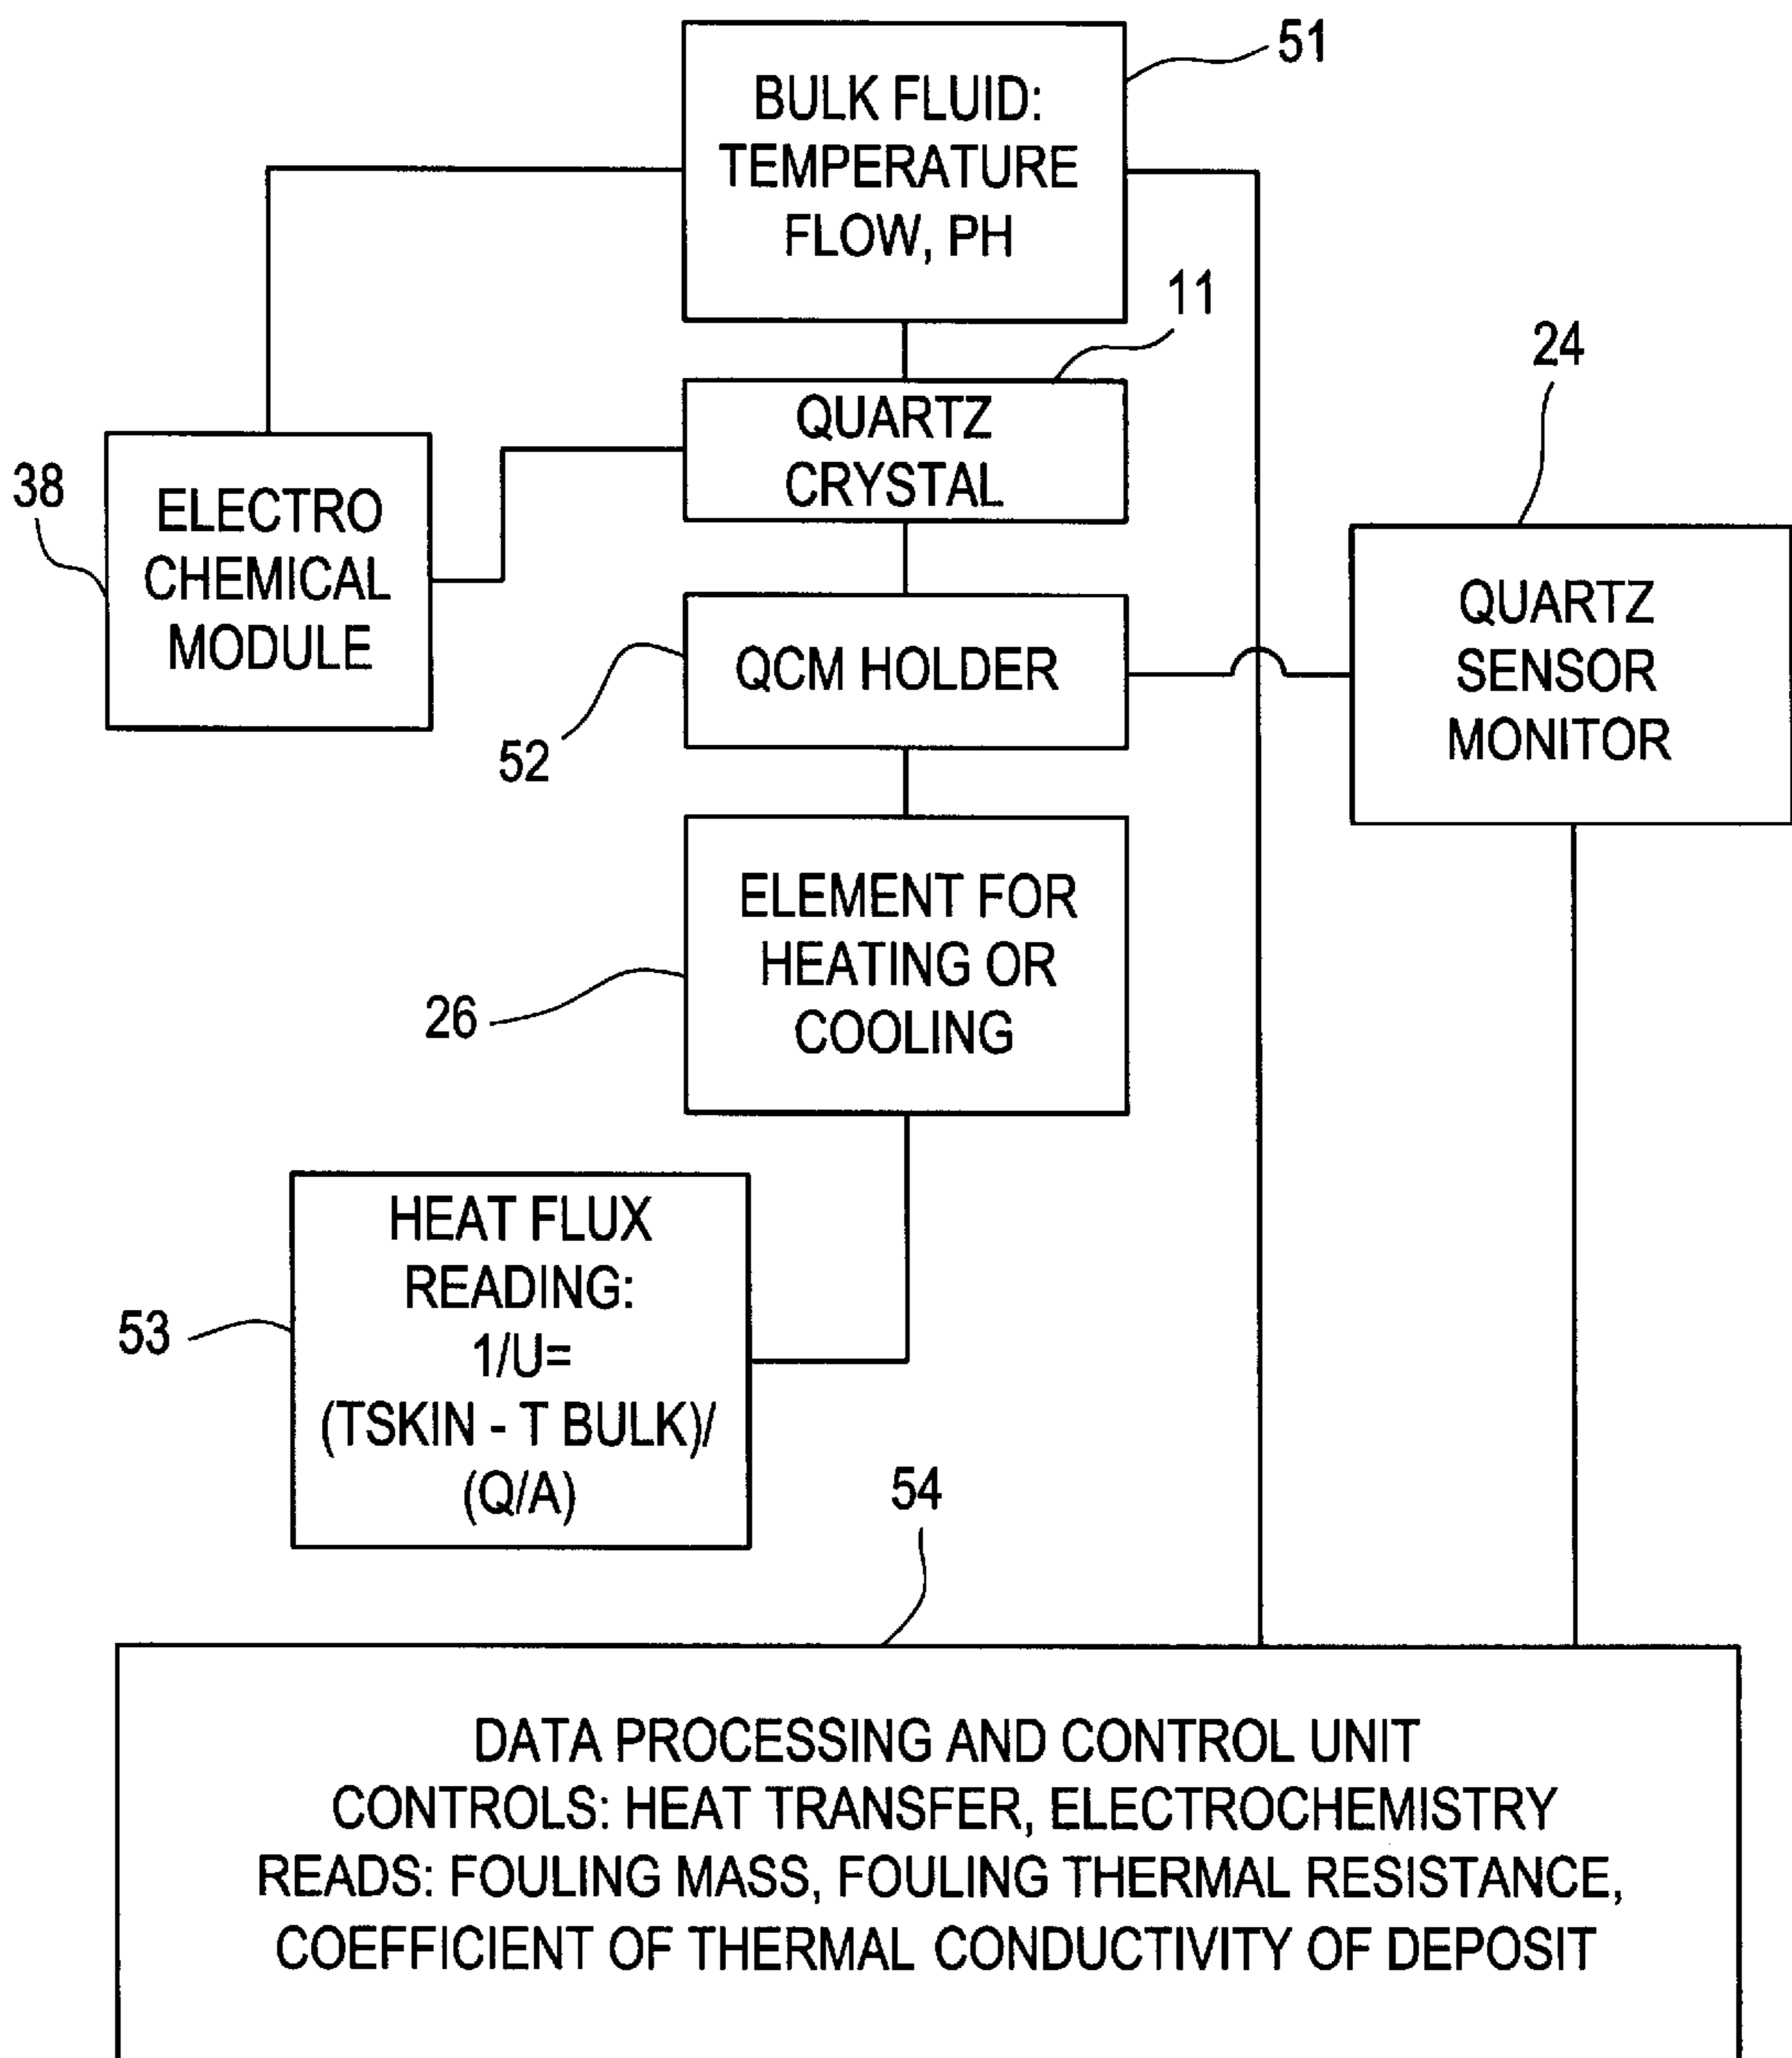 51
BULK FLUID:
TEMPERATURE
FLOW, PH
11
QUARTZ
CRYSTAL
24
38
ELECTRO
CHEMICAL
MODULE
QCM HOLDER
52
QUARTZ
SENSOR
MONITOR
ELEMENT FOR
HEATING OR
COOLING
26
HEAT FLUX
READING:
1/U=
(TSKIN - T BULK)/
(Q/A)
53
54
DATA PROCESSING AND CONTROL UNIT
CONTROLS: HEAT TRANSFER, ELECTROCHEMISTRY
READS: FOULING MASS, FOULING THERMAL RESISTANCE,
COEFFICIENT OF THERMAL CONDUCTIVITY OF DEPOSIT